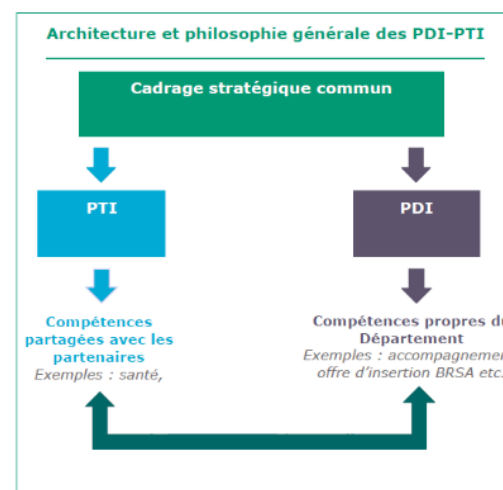 Architecture et philosophie générale des PDI-PTI
Cadrage stratégique commun
PTI
PDI
Compétences
partagées avec les
partenaires
Exemples : santé,
Compétences propres du
Département
Exemples : accompagnemen
offre d'insertion BRSA etc.